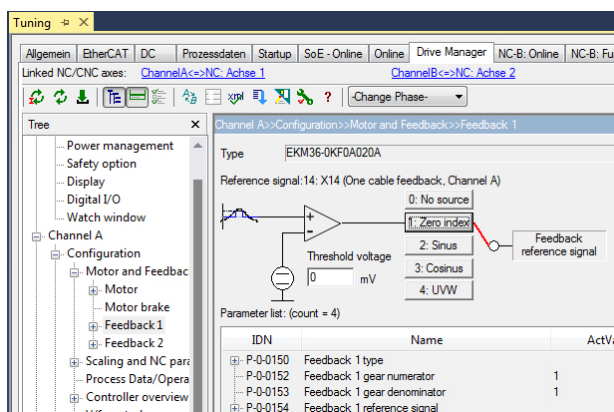 Tuning
Allgemein EtherCAT DC Prozessdaten Startup SoE - Online Online Drive Manager NC-B: Online NC-B: Fu
Linked NC/CNC axes: ChannelA<=>NC: Achse 1 ChannelB<=>NC: Achse 2
-Change Phase-
Tree
Channel A>>Configuration>>Motor and Feedback>>Feedback 1
Power management
Safety option
Display
Digital I/O
Watch window
Channel A
Configuration
Motor and Feedbac
Motor
Motor brake
Feedback 1
Feedback 2
Scaling and NC para
Process Data/Opera
Controller overview
Type EKM36-0KF0A020A
Reference signal:14: X14 (One cable feedback, Channel A)
0: No source
1: Zero index
2: Sinus
3: Cosinus
4: UVW
Threshold voltage
0 mV
Feedback
reference signal
Parameter list: (count = 4)
IDN Name ActVa
P-0-0150 Feedback 1 type
P-0-0152 Feedback 1 gear numerator 1
P-0-0153 Feedback 1 gear denominator 1
P-0-0154 Feedback 1 reference signal